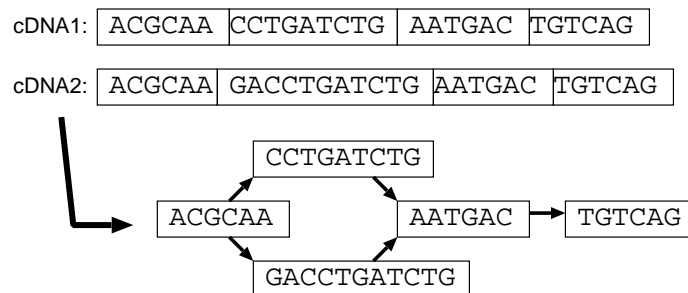 cDNA1: ACGCAA CCTGATCTG AATGAC TGTCAG
cDNA2: ACGCAA GACCTGATCTG AATGAC TGTCAG
CCTGATCTG
ACGCAA AATGAC TGTCAG
GACCTGATCTG